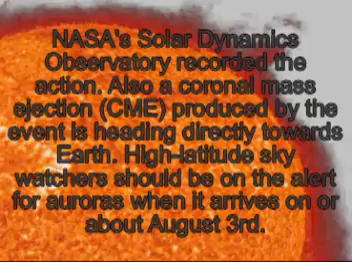 NASA's Solar Dynamics
Observatory recorded the
action. Also a coronal mass
ejection (CME) produced by the
event is heading directly towards
Earth. High-latitude sky
watchers should be on the alert
for auroras when it arrives on or
about August 3rd.